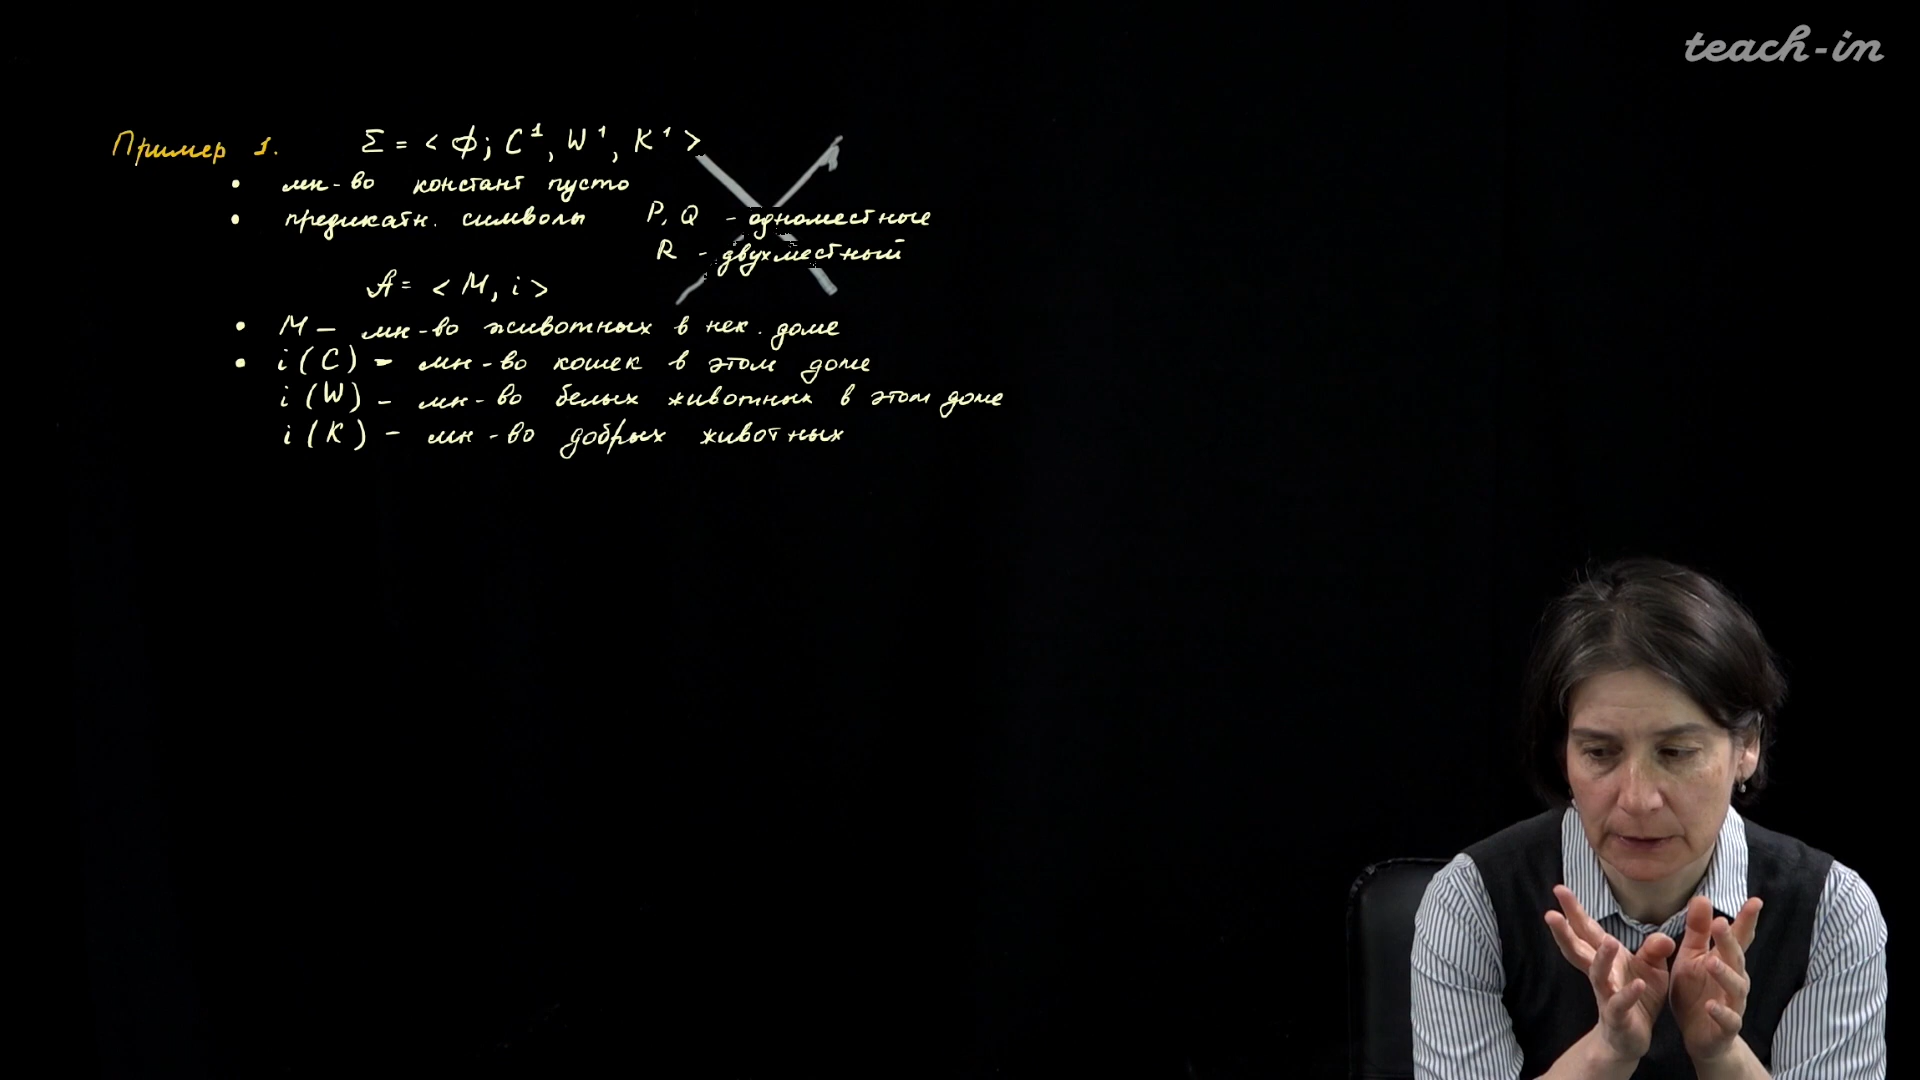 teach-in
Пример 1. Σ = < ϕ; C¹, W¹, K¹ >
• мн-во констант пусто
• предикатн. символы P, Q - одноместные
R - двухместный
𝒜 = < M, i >
• M — мн-во животных в нек. доме
• i (C) - мн-во кошек в этом доме
i (W) - мн-во белых животных в этом доме
i (K) - мн-во добрых животных